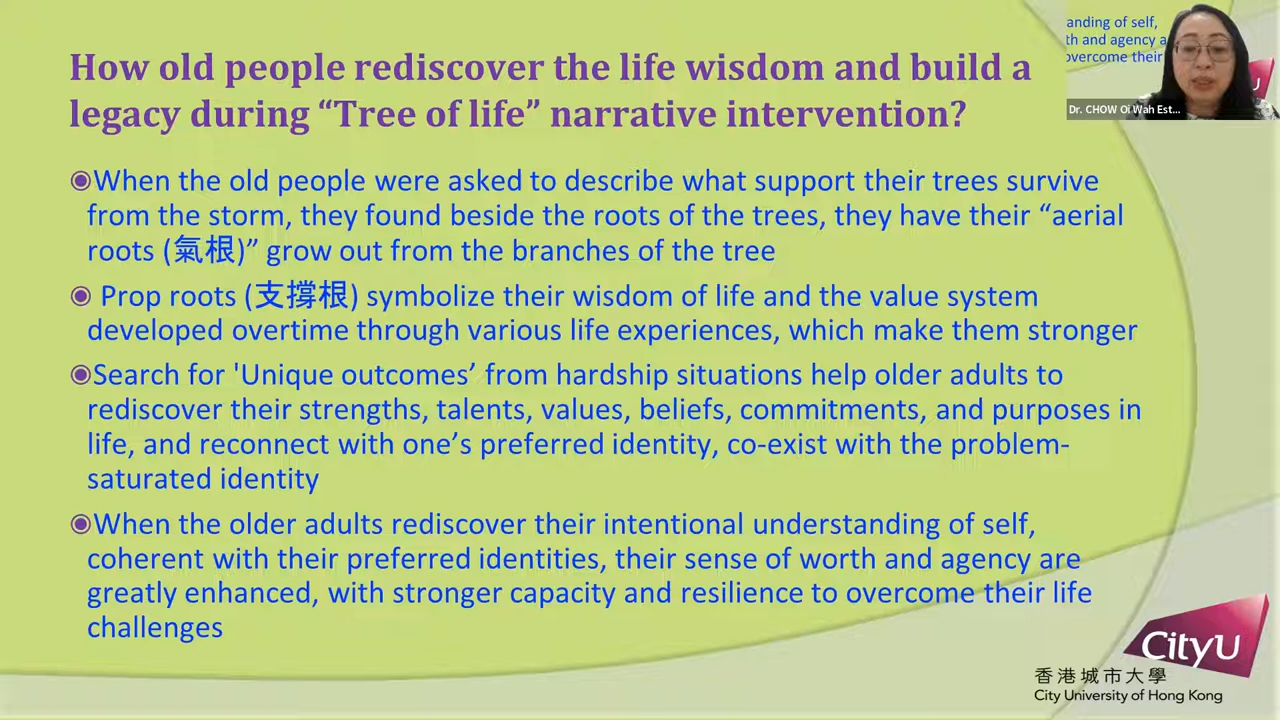 How old people rediscover the life wisdom and build a
legacy during “Tree of life” narrative intervention?
◉When the old people were asked to describe what support their trees survive
from the storm, they found beside the roots of the trees, they have their “aerial
roots (氣根)” grow out from the branches of the tree
◉ Prop roots (支撐根) symbolize their wisdom of life and the value system
developed overtime through various life experiences, which make them stronger
◉Search for 'Unique outcomes’ from hardship situations help older adults to
rediscover their strengths, talents, values, beliefs, commitments, and purposes in
life, and reconnect with one’s preferred identity, co-exist with the problem-
saturated identity
◉When the older adults rediscover their intentional understanding of self,
coherent with their preferred identities, their sense of worth and agency are
greatly enhanced, with stronger capacity and resilience to overcome their life
challenges
anding of self,
th and agency a
overcome their
Dr. CHOW Oi Wah Est...
CityU
香港城市大學
City University of Hong Kong